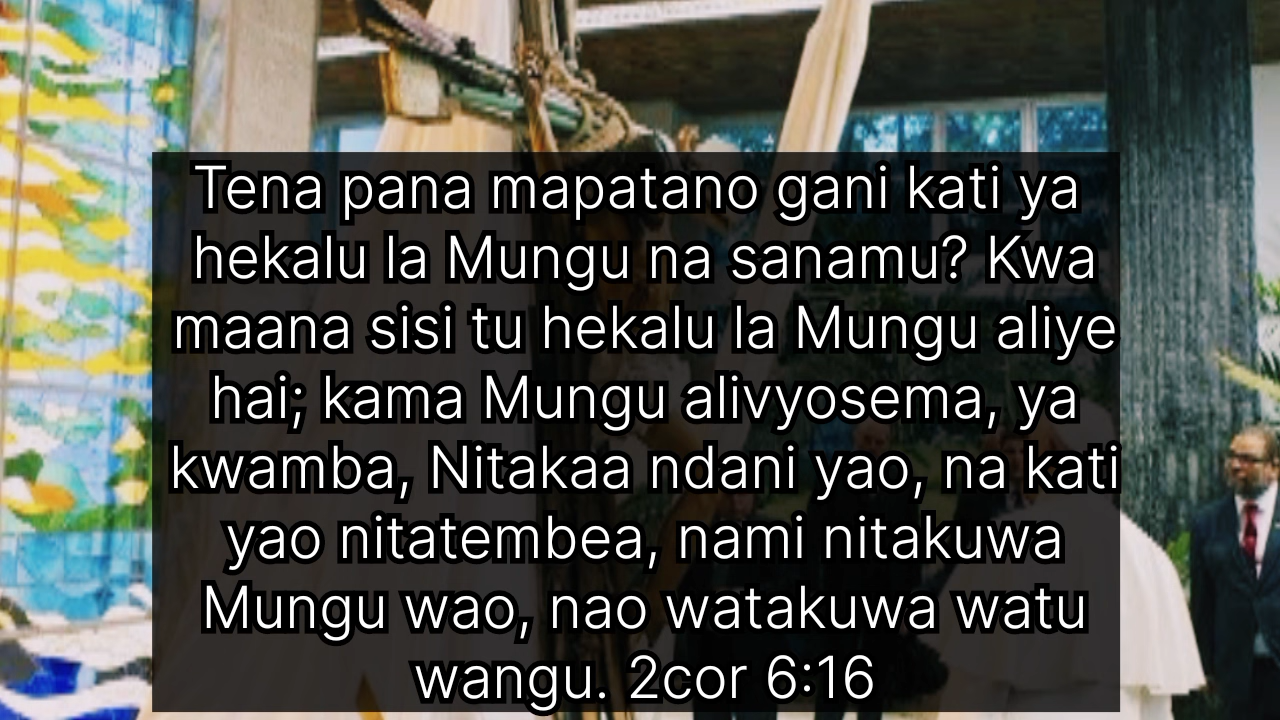 Tena pana mapatano gani kati ya
hekalu la Mungu na sanamu? Kwa
maana sisi tu hekalu la Mungu aliye
hai; kama Mungu alivyosema, ya
kwamba, Nitakaa ndani yao, na kati
yao nitatembea, nami nitakuwa
Mungu wao, nao watakuwa watu
wangu. 2cor 6:16